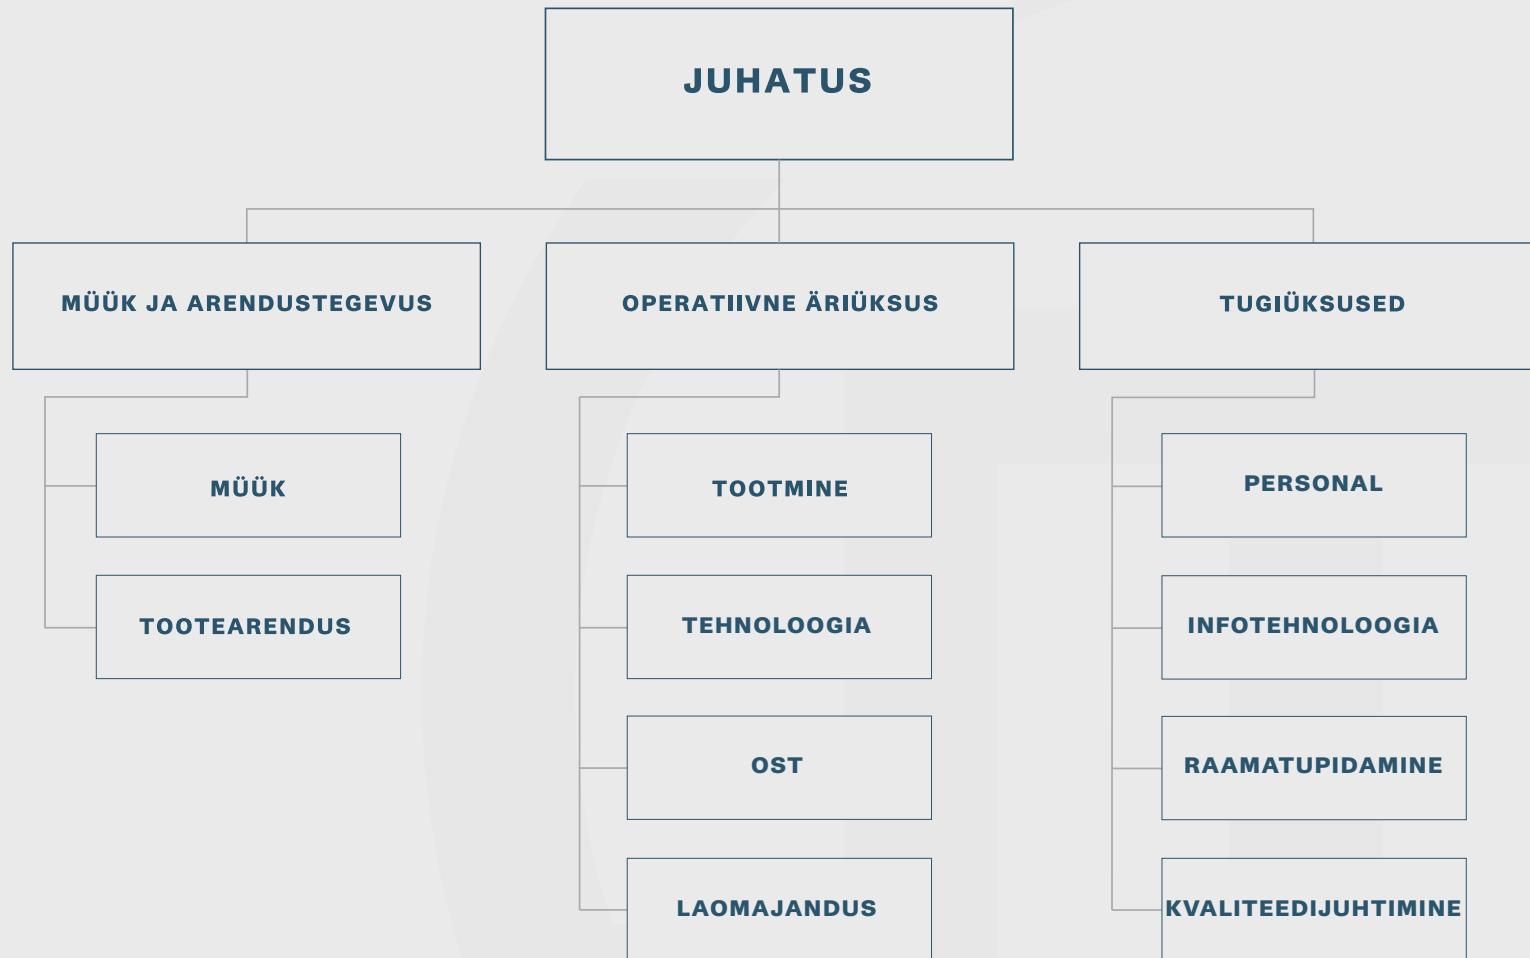 JUHATUS
MÜÜK JA ARENDUSTEGEVUS
OPERATIIVNE ÄRIÜKSUS
TUGIÜKSUSED
MÜÜK
TOOTEARENDUS
TOOTMINE
TEHNOLOOGIA
OST
LAOMAJANDUS
PERSONAL
INFOTEHNOLOOGIA
RAAMATUPIDAMINE
KVALITEEDIJUHTIMINE